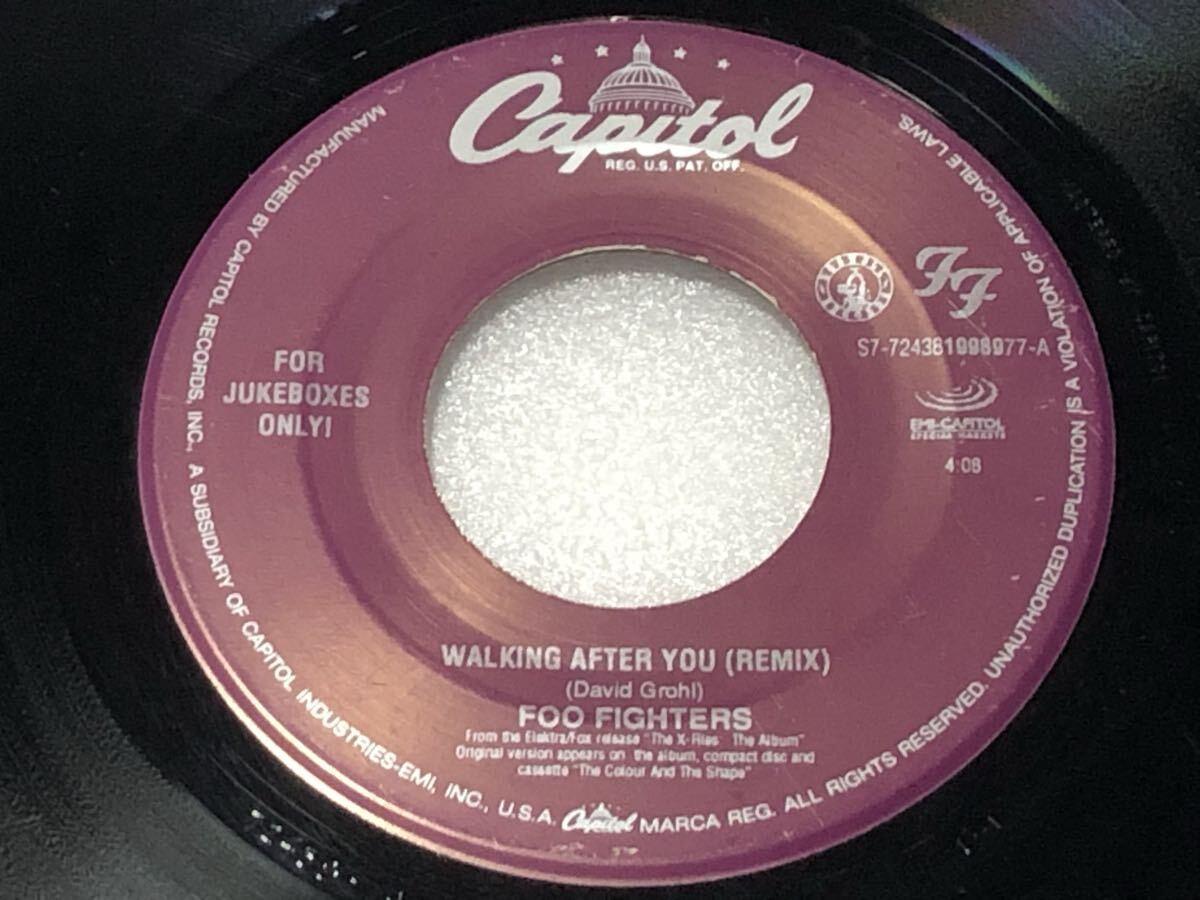 Capitol
REG. U.S. PAT. OFF.
FF
S7-724381998977-A
EMI-CAPITOL
SPECIAL MARKETS
4:08
FOR
JUKEBOXES
ONLY!
WALKING AFTER YOU (REMIX)
(David Grohl)
FOO FIGHTERS
From the Elektra/Fox release "The X-Files The Album"
Original version appears on the album, compact disc and
cassette "The Colour And The Shape"
MANUFACTURED BY CAPITOL RECORDS, INC., A SUBSIDIARY OF CAPITOL INDUSTRIES-EMI, INC., U.S.A. Capitol MARCA REG. ALL RIGHTS RESERVED. UNAUTHORIZED DUPLICATION IS A VIOLATION OF APPLICABLE LAWS.